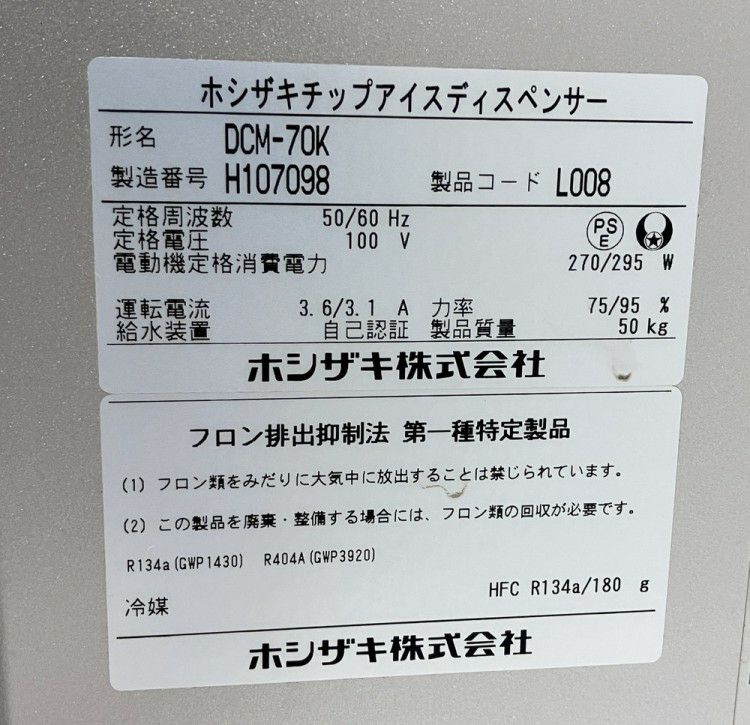 ホシザキチップアイスディスペンサー
形名 DCM-70K
製造番号 H107098 製品コード L008
定格周波数 50/60 Hz
定格電圧 100 V
PS E
電動機定格消費電力 270/295 W
運転電流 3.6/3.1 A 力率 75/95 %
給水装置 自己認証 製品質量 50 kg
ホシザキ株式会社
フロン排出抑制法 第一種特定製品
(1) フロン類をみだりに大気中に放出することは禁じられています。
(2) この製品を廃棄・整備する場合には、フロン類の回収が必要です。
R134a(GWP1430) R404A(GWP3920)
冷媒 HFC R134a/180 g
ホシザキ株式会社